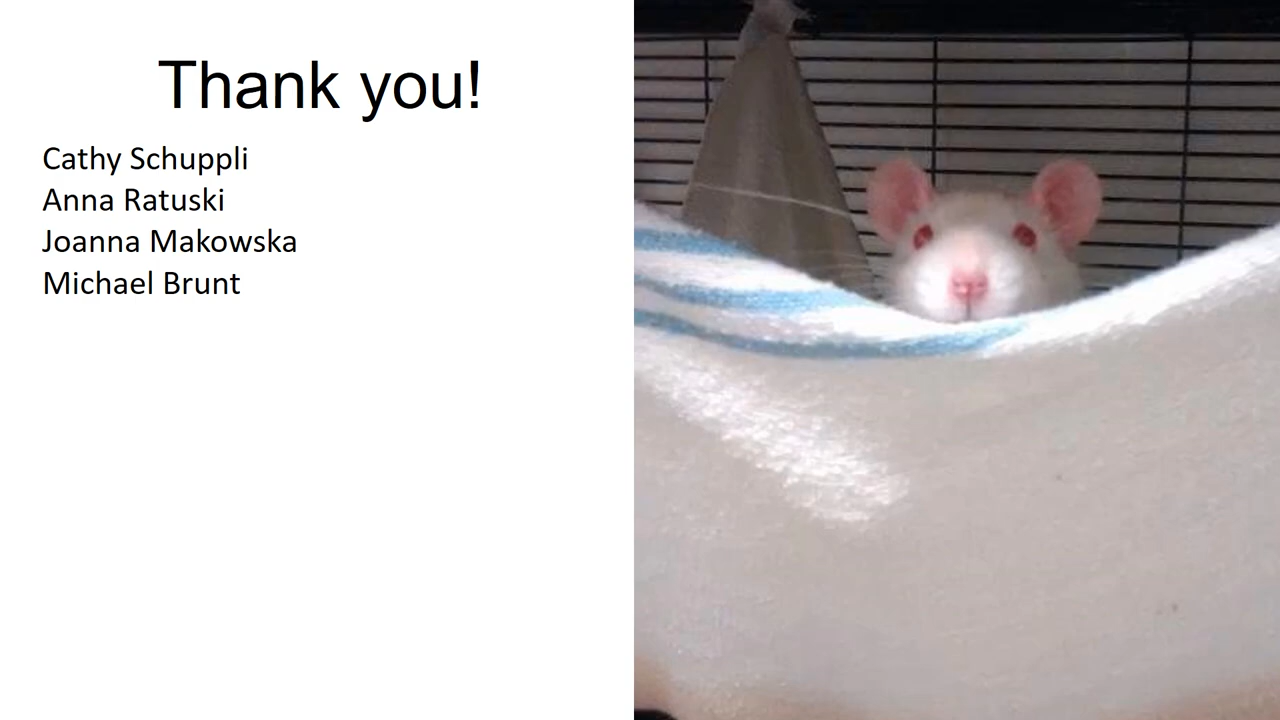 Thank you!
Cathy Schuppli
Anna Ratuski
Joanna Makowska
Michael Brunt